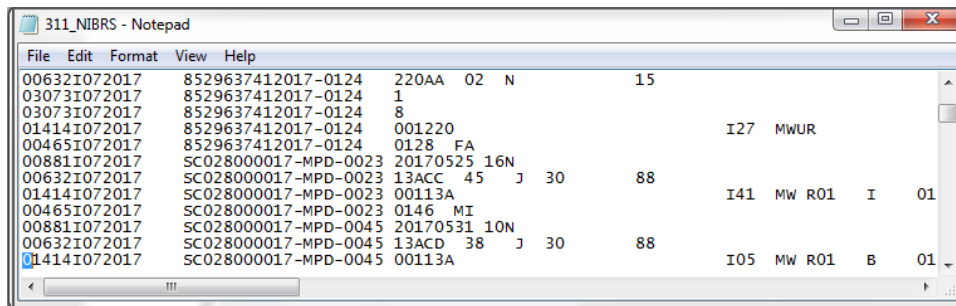 311_NIBRS - Notepad
File Edit Format View Help
00632I072017     8529637412017-0124   220AA  02  N            15
03073I072017     8529637412017-0124   1
03073I072017     8529637412017-0124   8
01414I072017     8529637412017-0124   001220                           I27  MWUR
00465I072017     8529637412017-0124   0128  FA
00881I072017     SC028000017-MPD-0023 20170525 16N
00632I072017     SC028000017-MPD-0023 13ACC  45   J  30       88
01414I072017     SC028000017-MPD-0023 00113A                           I41  MW R01   I    01
00465I072017     SC028000017-MPD-0023 0146  MI
00881I072017     SC028000017-MPD-0045 20170531 10N
00632I072017     SC028000017-MPD-0045 13ACD  38   J  30       88
01414I072017     SC028000017-MPD-0045 00113A                           I05  MW R01   B    01